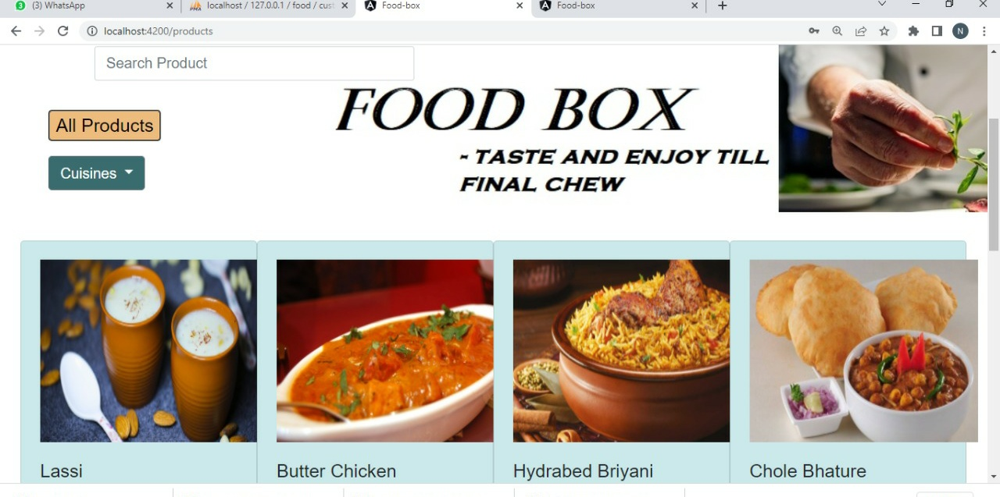 (3) WhatsApp
localhost / 127.0.0.1 / food / cust
Food-box
Food-box
localhost:4200/products
N
Search Product
FOOD BOX
- TASTE AND ENJOY TILL
FINAL CHEW
All Products
Cuisines
Lassi
Butter Chicken
Hydrabed Briyani
Chole Bhature